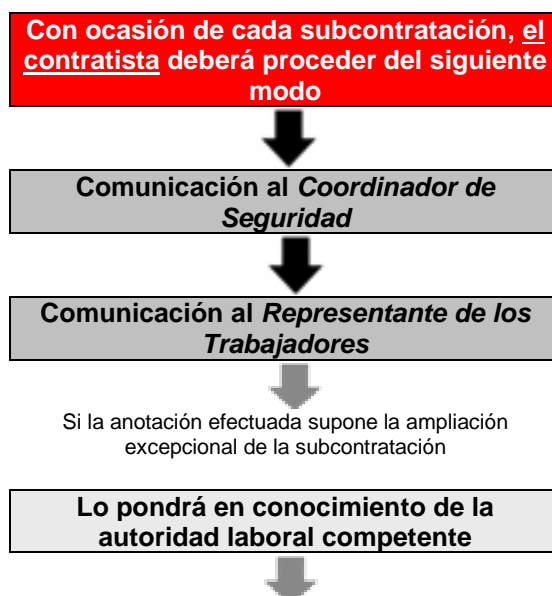 Con ocasión de cada subcontratación, el
contratista deberá proceder del siguiente
modo
Comunicación al Coordinador de
Seguridad
Comunicación al Representante de los
Trabajadores
Si la anotación efectuada supone la ampliación
excepcional de la subcontratación
Lo pondrá en conocimiento de la
autoridad laboral competente